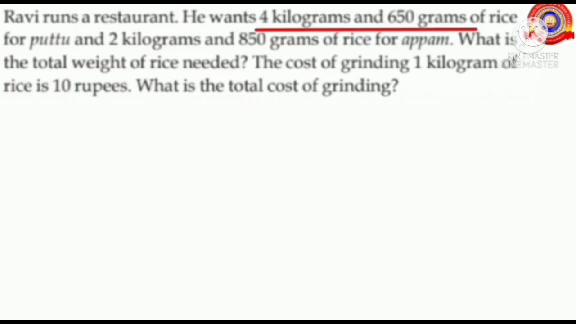 Ravi runs a restaurant. He wants 4 kilograms and 650 grams of rice
for puttu and 2 kilograms and 850 grams of rice for appam. What is
the total weight of rice needed? The cost of grinding 1 kilogram of
rice is 10 rupees. What is the total cost of grinding?